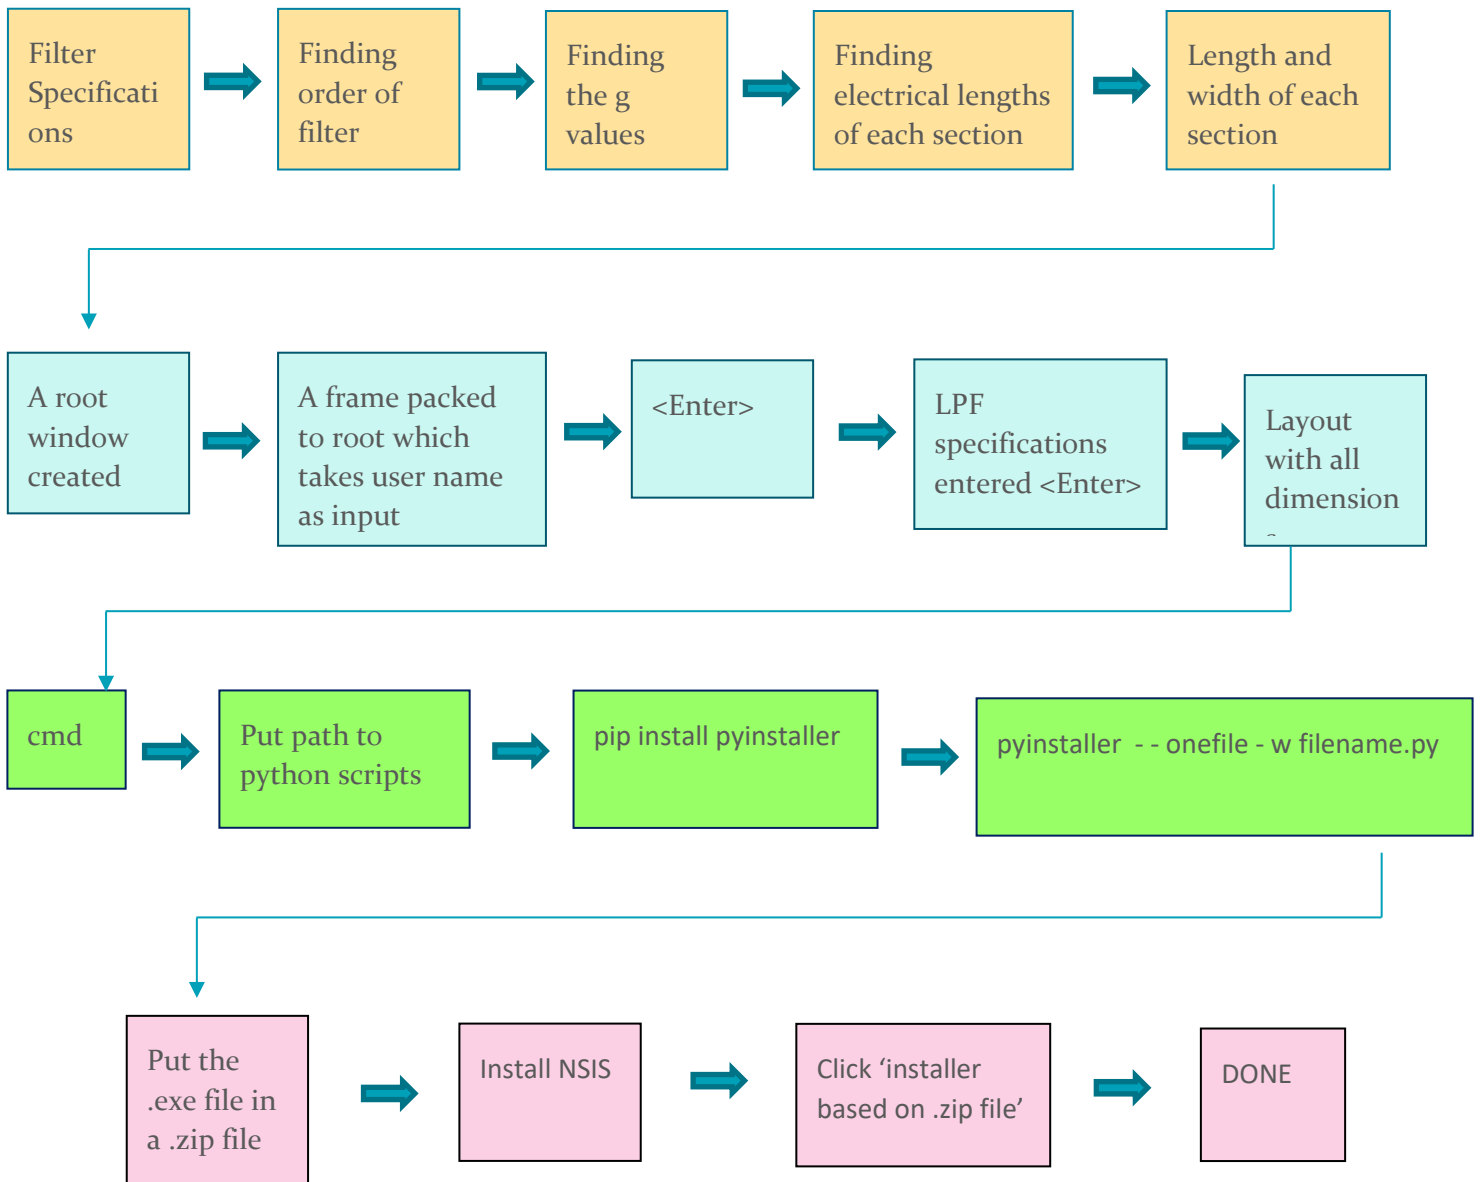 Filter
Specificati
ons
Finding
order of
filter
Finding
the g
values
Finding
electrical lengths
of each section
Length and
width of each
section
A root
window
created
A frame packed
to root which
takes user name
as input
<Enter>
LPF
specifications
entered <Enter>
Layout
with all
dimension
s
cmd
Put path to
python scripts
pip install pyinstaller
pyinstaller  - - onefile - w filename.py
Put the
.exe file in
a .zip file
Install NSIS
Click ‘installer
based on .zip file’
DONE